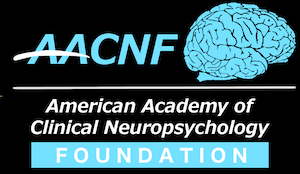 AACNF
American Academy of
Clinical Neuropsychology
FOUNDATION